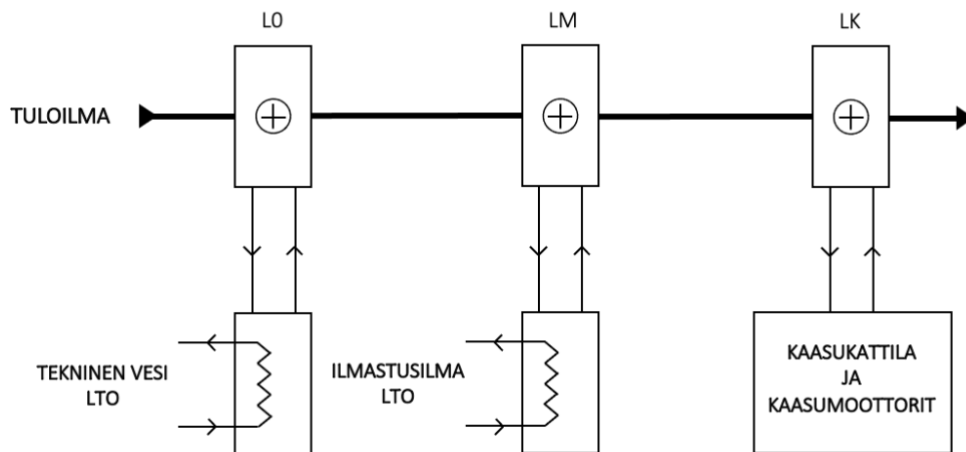 L0
LM
LK
TULOILMA
TEKNINEN VESI
LTO
ILMASTUSILMA
LTO
KAASUKATTILA
JA
KAASUMOOTTORIT